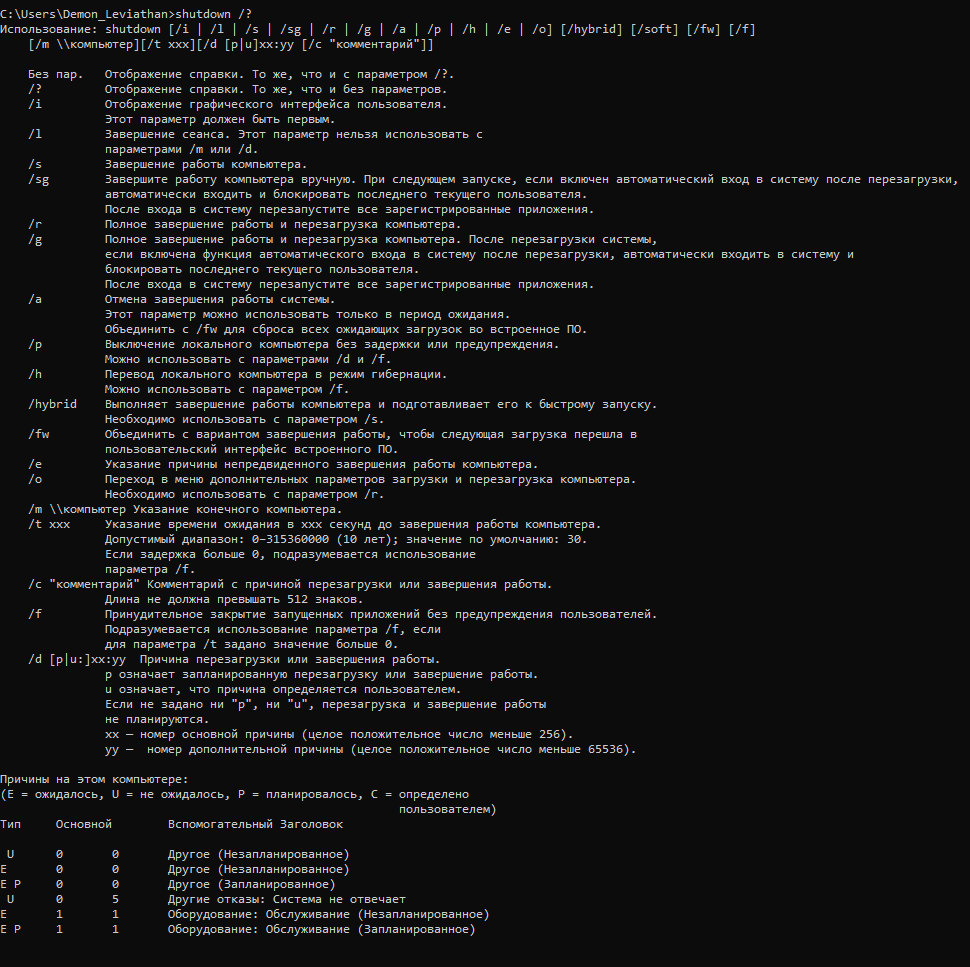 C:\Users\Demon_Leviathan>shutdown /?
Использование: shutdown [/i | /l | /s | /sg | /r | /g | /a | /p | /h | /e | /o] [/hybrid] [/soft] [/fw] [/f]
    [/m \\компьютер][/t xxx][/d [p|u]xx:yy [/c "комментарий"]]

    Без пар.   Отображение справки. То же, что и с параметром /?.
    /?         Отображение справки. То же, что и без параметров.
    /i         Отображение графического интерфейса пользователя.
               Этот параметр должен быть первым.
    /l         Завершение сеанса. Этот параметр нельзя использовать с
               параметрами /m или /d.
    /s         Завершение работы компьютера.
    /sg        Завершите работу компьютера вручную. При следующем запуске, если включен автоматический вход в систему после перезагрузки,
               автоматически входить и блокировать последнего текущего пользователя.
               После входа в систему перезапустите все зарегистрированные приложения.
    /r         Полное завершение работы и перезагрузка компьютера.
    /g         Полное завершение работы и перезагрузка компьютера. После перезагрузки системы,
               если включена функция автоматического входа в систему после перезагрузки, автоматически входить в систему и
               блокировать последнего текущего пользователя.
               После входа в систему перезапустите все зарегистрированные приложения.
    /a         Отмена завершения работы системы.
               Этот параметр можно использовать только в период ожидания.
               Объединить с /fw для сброса всех ожидающих загрузок во встроенное ПО.
    /p         Выключение локального компьютера без задержки или предупреждения.
               Можно использовать с параметрами /d и /f.
    /h         Перевод локального компьютера в режим гибернации.
               Можно использовать с параметром /f.
    /hybrid    Выполняет завершение работы компьютера и подготавливает его к быстрому запуску.
               Необходимо использовать с параметром /s.
    /fw        Объединить с вариантом завершения работы, чтобы следующая загрузка перешла в
               пользовательский интерфейс встроенного ПО.
    /e         Указание причины непредвиденного завершения работы компьютера.
    /o         Переход в меню дополнительных параметров загрузки и перезагрузка компьютера.
               Необходимо использовать с параметром /r.
    /m \\компьютер Указание конечного компьютера.
    /t xxx     Указание времени ожидания в xxx секунд до завершения работы компьютера.
               Допустимый диапазон: 0–315360000 (10 лет); значение по умолчанию: 30.
               Если задержка больше 0, подразумевается использование
               параметра /f.
    /c "комментарий" Комментарий с причиной перезагрузки или завершения работы.
               Длина не должна превышать 512 знаков.
    /f         Принудительное закрытие запущенных приложений без предупреждения пользователей.
               Подразумевается использование параметра /f, если
               для параметра /t задано значение больше 0.
    /d [p|u:]xx:yy  Причина перезагрузки или завершения работы.
               p означает запланированную перезагрузку или завершение работы.
               u означает, что причина определяется пользователем.
               Если не задано ни "p", ни "u", перезагрузка и завершение работы
               не планируются.
               xx – номер основной причины (целое положительное число меньше 256).
               yy –  номер дополнительной причины (целое положительное число меньше 65536).

Причины на этом компьютере:
(E = ожидалось, U = не ожидалось, P = планировалось, C = определено
                                                         пользователем)
Тип     Основной        Вспомогательный Заголовок

 U      0       0       Другое (Незапланированное)
E       0       0       Другое (Незапланированное)
E P     0       0       Другое (Запланированное)
 U      0       5       Другие отказы: Система не отвечает
E       1       1       Оборудование: Обслуживание (Незапланированное)
E P     1       1       Оборудование: Обслуживание (Запланированное)